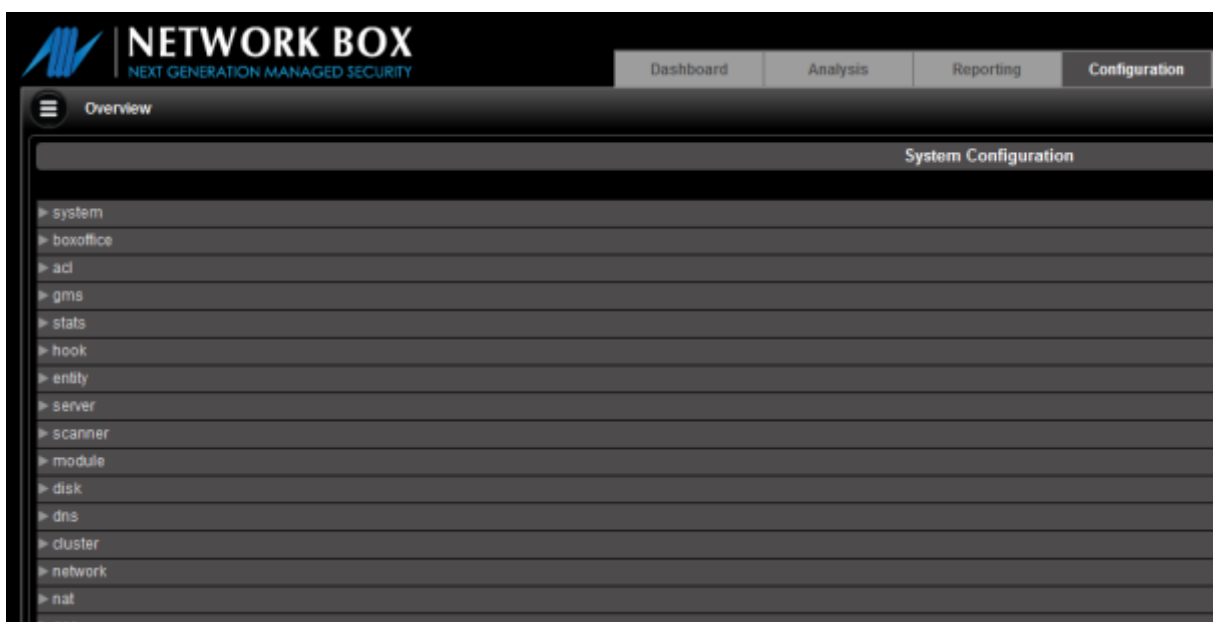 NETWORK BOX
NEXT GENERATION MANAGED SECURITY
Dashboard Analysis Reporting Configuration
Overview
System Configuration
system
boxoffice
acl
gms
stats
hook
entity
server
scanner
module
disk
dns
cluster
network
nat